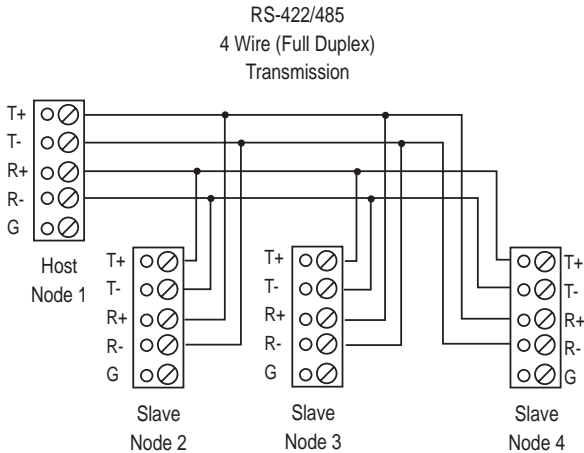 RS-422/485
4 Wire (Full Duplex)
Transmission
T+
T-
R+
R-
G
Host
Node 1
T+
T-
R+
R-
G
Slave
Node 2
T+
T-
R+
R-
G
Slave
Node 3
T+
T-
R+
R-
G
Slave
Node 4